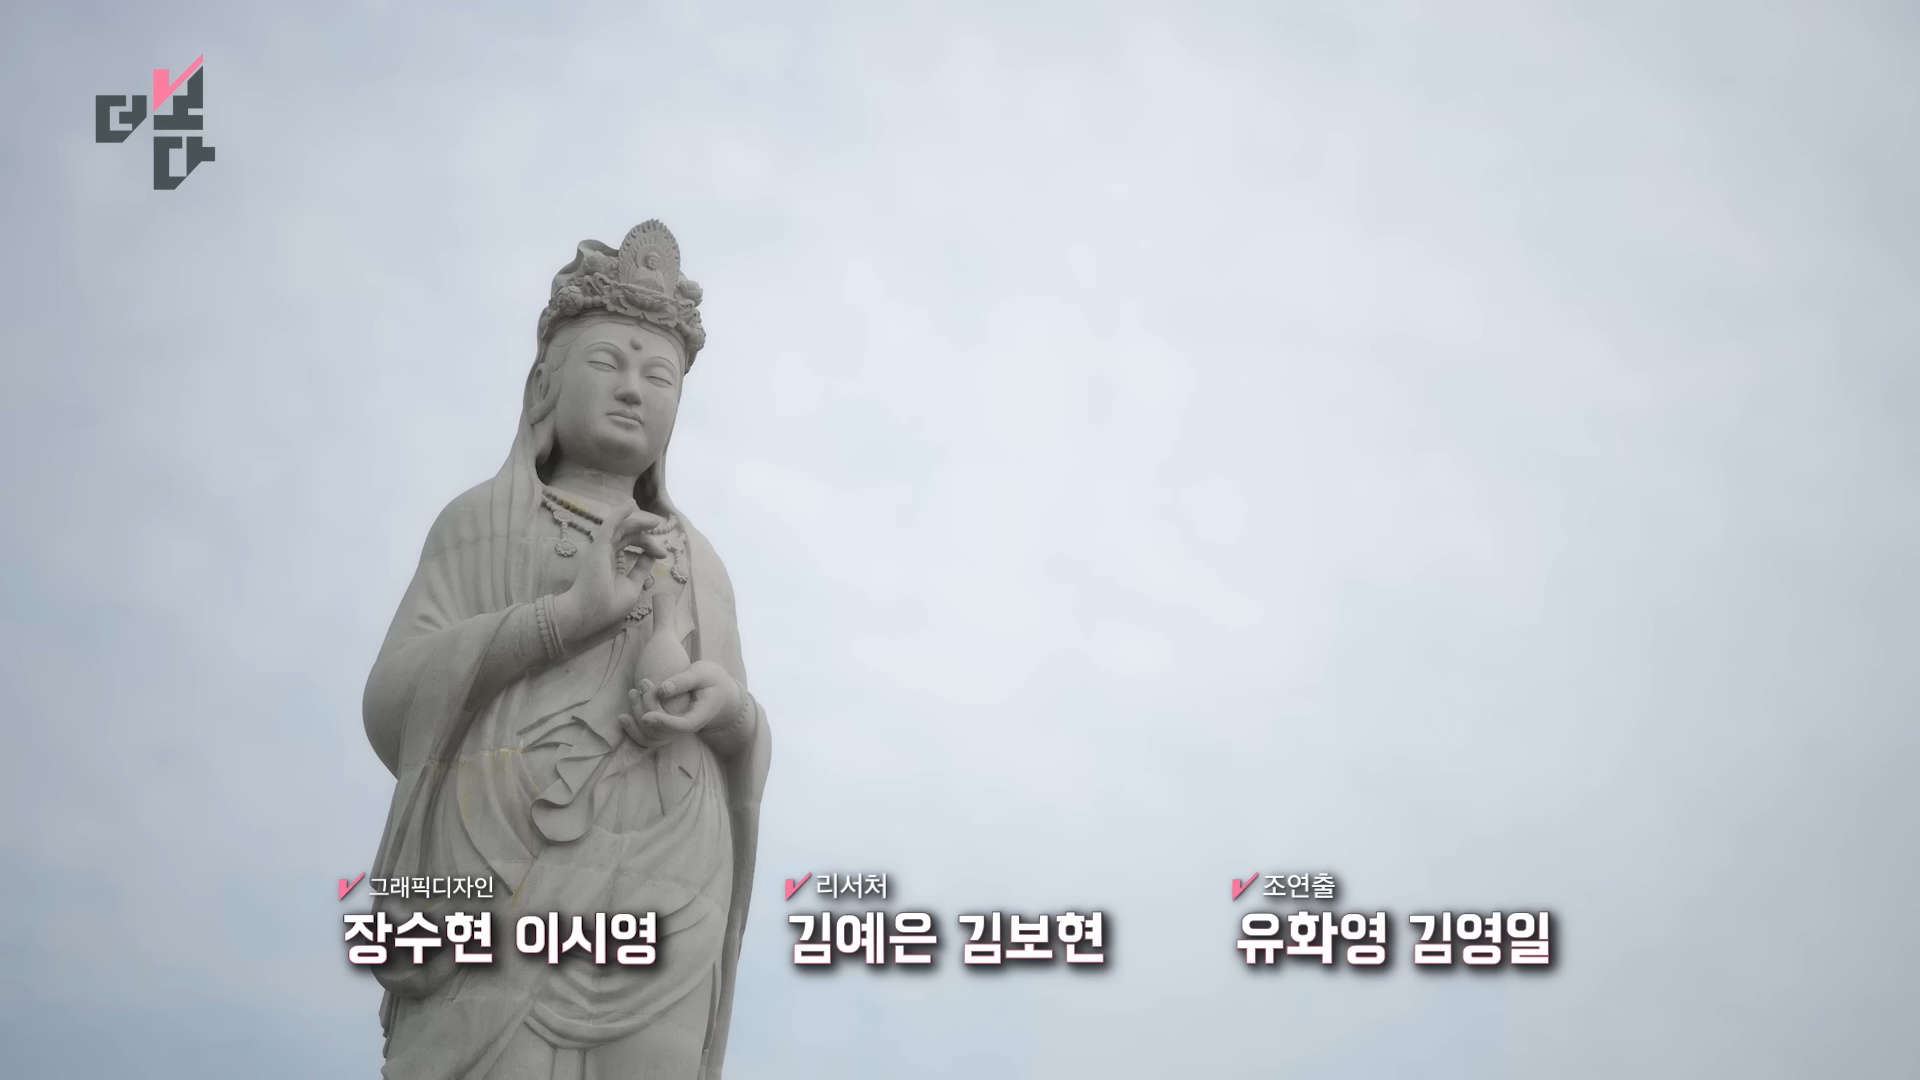 더보다
그래픽디자인
장수현 이시영
리서처
김예은 김보현
조연출
유화영 김영일